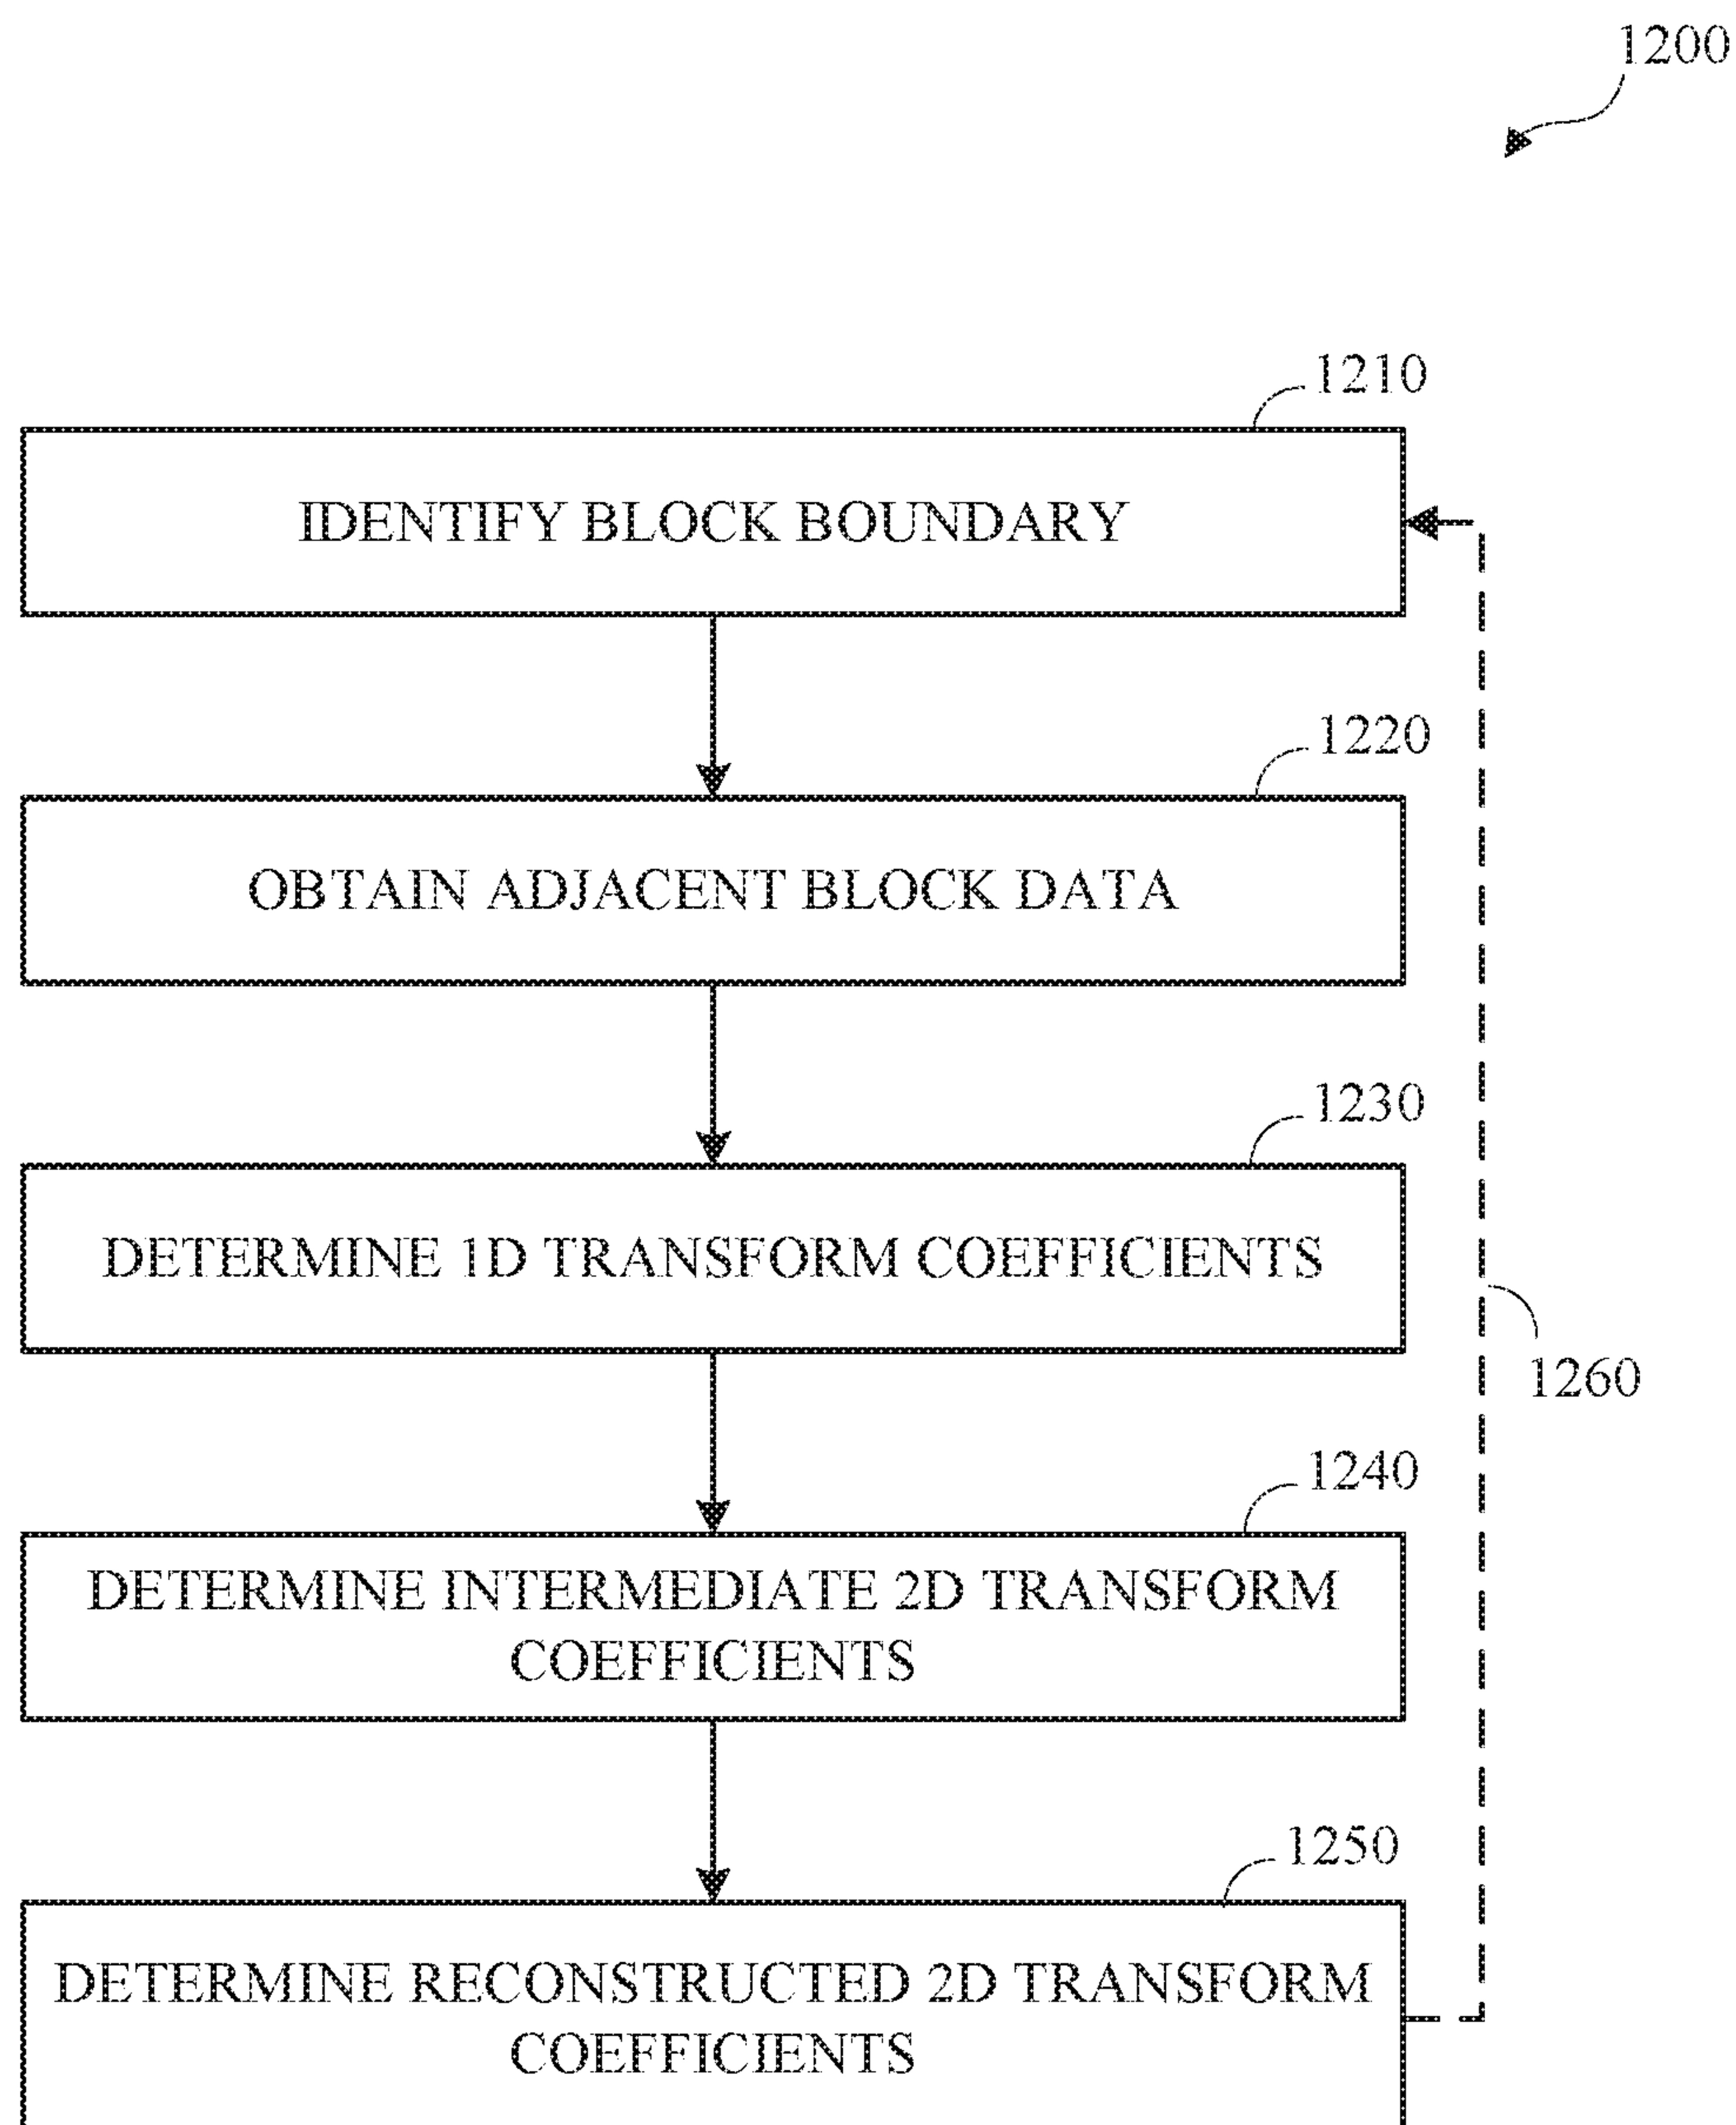 1200
1210
IDENTIFY BLOCK BOUNDARY
1220
OBTAIN ADJACENT BLOCK DATA
1230
DETERMINE 1D TRANSFORM COEFFICIENTS
1260
1240
DETERMINE INTERMEDIATE 2D TRANSFORM
COEFFICIENTS
1250
DETERMINE RECONSTRUCTED 2D TRANSFORM
COEFFICIENTS